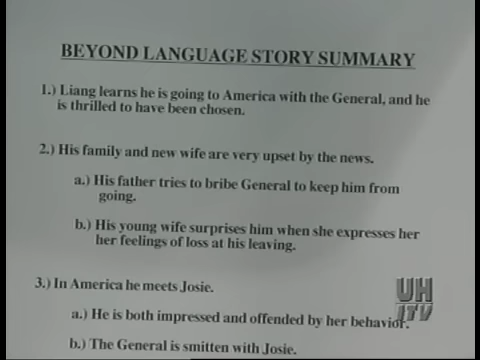 BEYOND LANGUAGE STORY SUMMARY
1.) Liang learns he is going to America with the General, and he
is thrilled to have been chosen.
2.) His family and new wife are very upset by the news.
a.) His father tries to bribe General to keep him from
going.
b.) His young wife surprises him when she expresses her
her feelings of loss at his leaving.
3.) In America he meets Josie.
a.) He is both impressed and offended by her behavior.
b.) The General is smitten with Josie.
UH
ITV